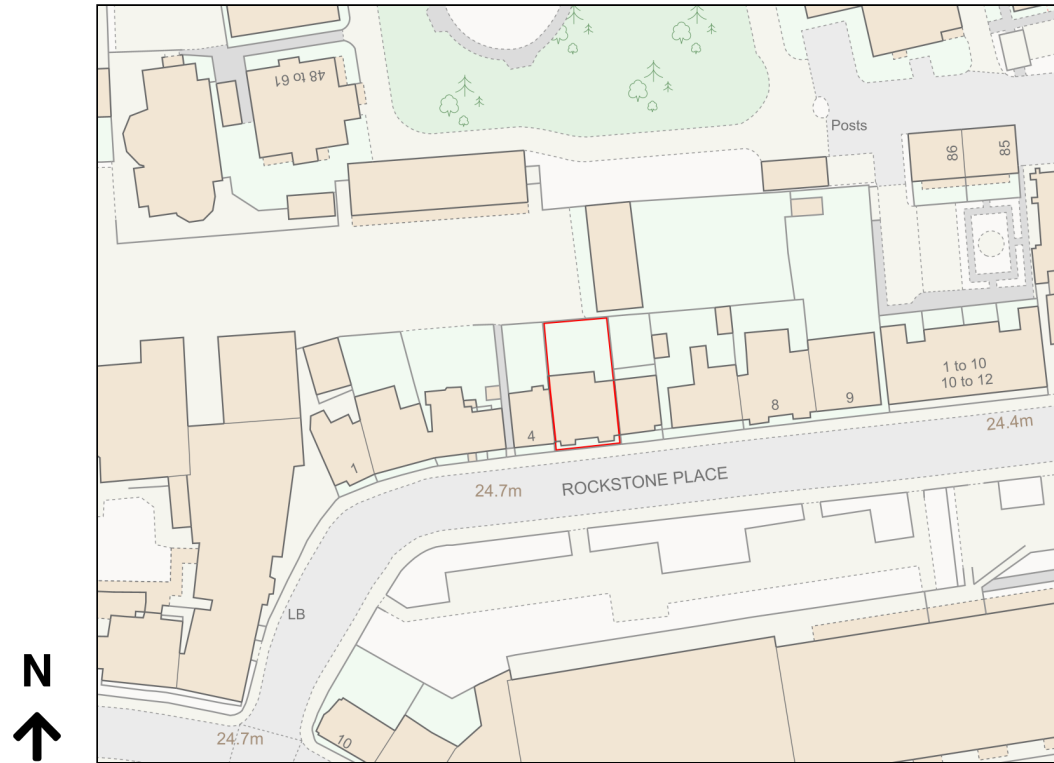 48 to 61
Posts
86
85
1 to 10
10 to 12
9
8
4
1
24.4m
ROCKSTONE PLACE
24.7m
LB
N
24.7m
10